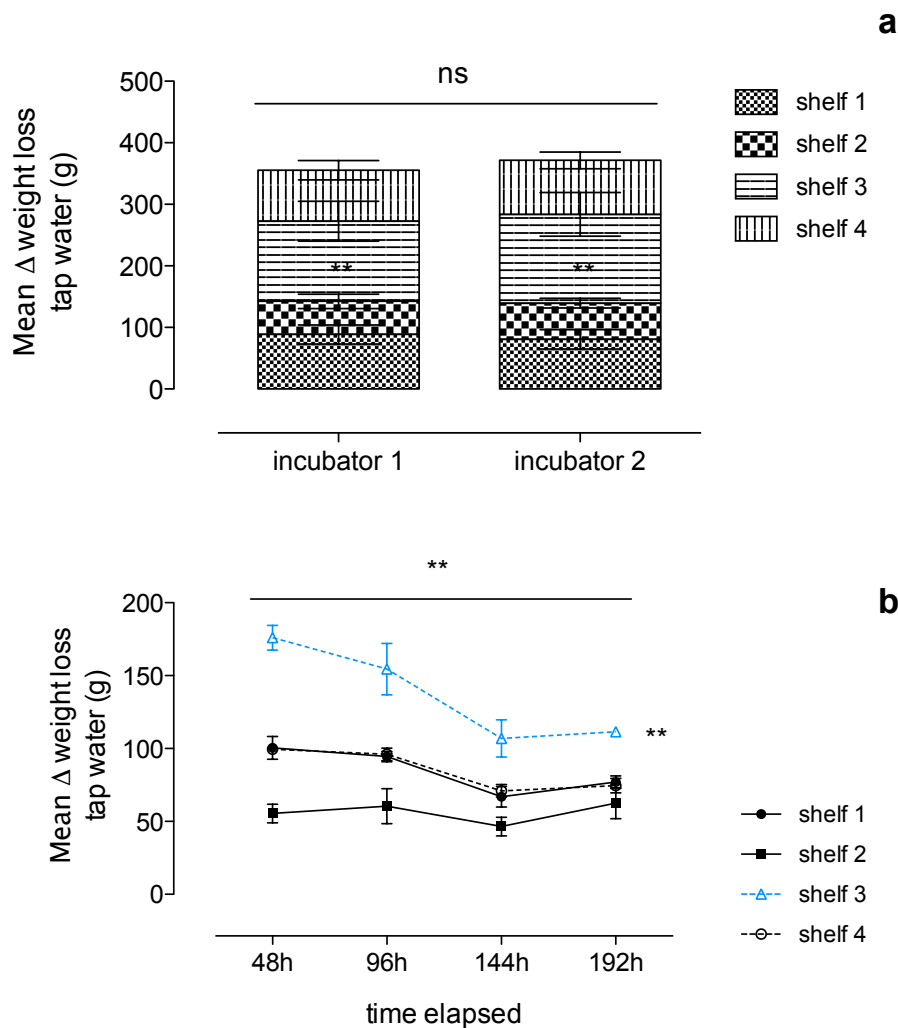 a
ns
500
400
300
200
100
0
Mean Δ weight loss
tap water (g)
**
**
incubator 1
incubator 2
shelf 1
shelf 2
shelf 3
shelf 4
b
**
200
150
100
50
0
Mean Δ weight loss
tap water (g)
**
48h
96h
144h
192h
time elapsed
shelf 1
shelf 2
shelf 3
shelf 4